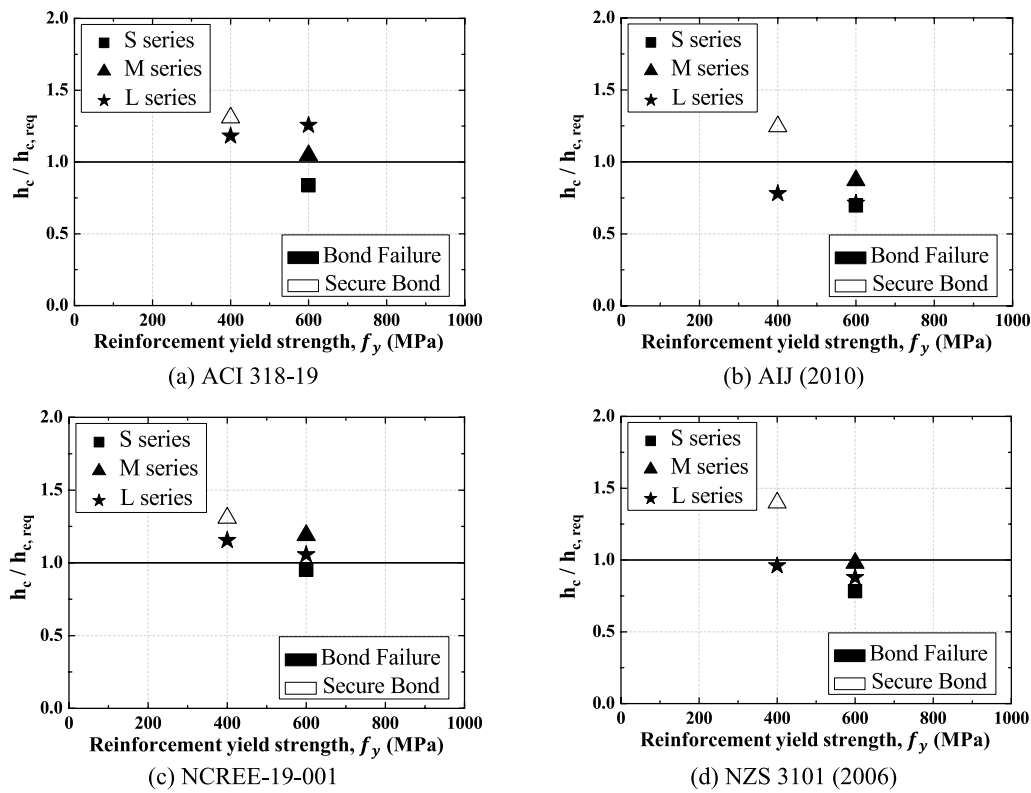 2.0
S series
M series
L series
1.5
1.0
0.5
0.0
h_c / h_c, req
Bond Failure
Secure Bond
0 200 400 600 800 1000
Reinforcement yield strength, f_y (MPa)
(a) ACI 318-19
2.0
S series
M series
L series
1.5
1.0
0.5
0.0
h_c / h_c, req
Bond Failure
Secure Bond
0 200 400 600 800 1000
Reinforcement yield strength, f_y (MPa)
(b) AIJ (2010)
2.0
S series
M series
L series
1.5
1.0
0.5
0.0
h_c / h_c, req
Bond Failure
Secure Bond
0 200 400 600 800 1000
Reinforcement yield strength, f_y (MPa)
(c) NCREE-19-001
2.0
S series
M series
L series
1.5
1.0
0.5
0.0
h_c / h_c, req
Bond Failure
Secure Bond
0 200 400 600 800 1000
Reinforcement yield strength, f_y (MPa)
(d) NZS 3101 (2006)